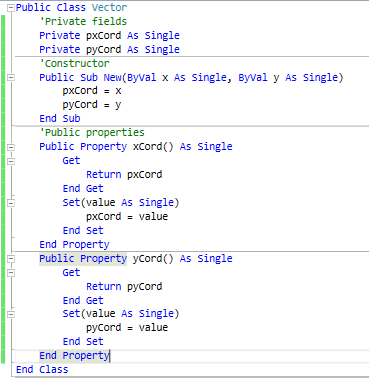 Public Class Vector
'Private fields
Private pxCord As Single
Private pyCord As Single
'Constructor
Public Sub New(ByVal x As Single, ByVal y As Single)
pxCord = x
pyCord = y
End Sub
'Public properties
Public Property xCord() As Single
Get
Return pxCord
End Get
Set(value As Single)
pxCord = value
End Set
End Property
Public Property yCord() As Single
Get
Return pyCord
End Get
Set(value As Single)
pyCord = value
End Set
End Property
End Class